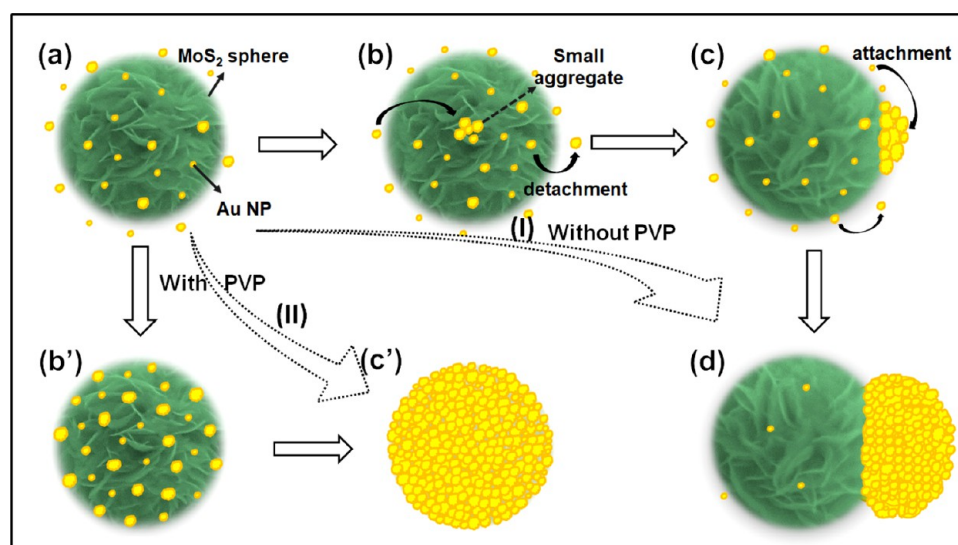 (a)
MoS₂ sphere
Au NP
(b)
Small
aggregate
detachment
(c)
attachment
(I) Without PVP
With PVP
(II)
(b’)
(c’)
(d)